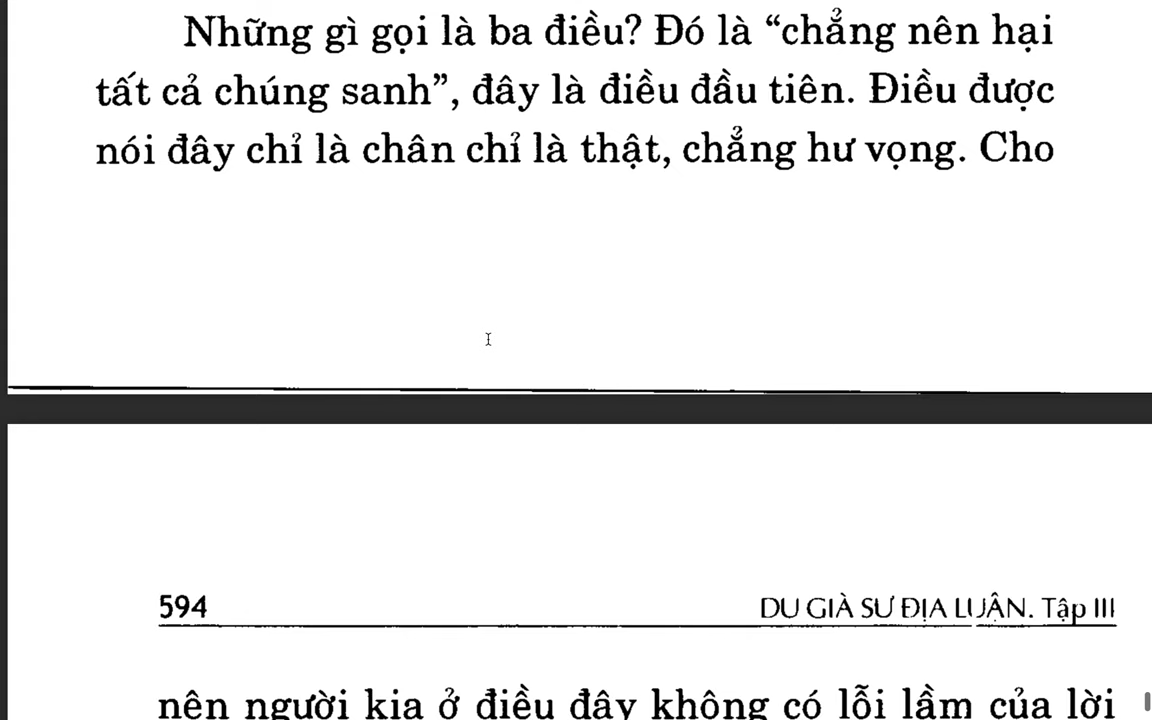 Những gì gọi là ba điều? Đó là “chẳng nên hại
tất cả chúng sanh”, đây là điều đầu tiên. Điều được
nói đây chỉ là chân chỉ là thật, chẳng hư vọng. Cho
594 DU GIÀ SƯ ĐỊA LUẬN. Tập III
nên người kia ở điều đây không có lỗi lầm của lời